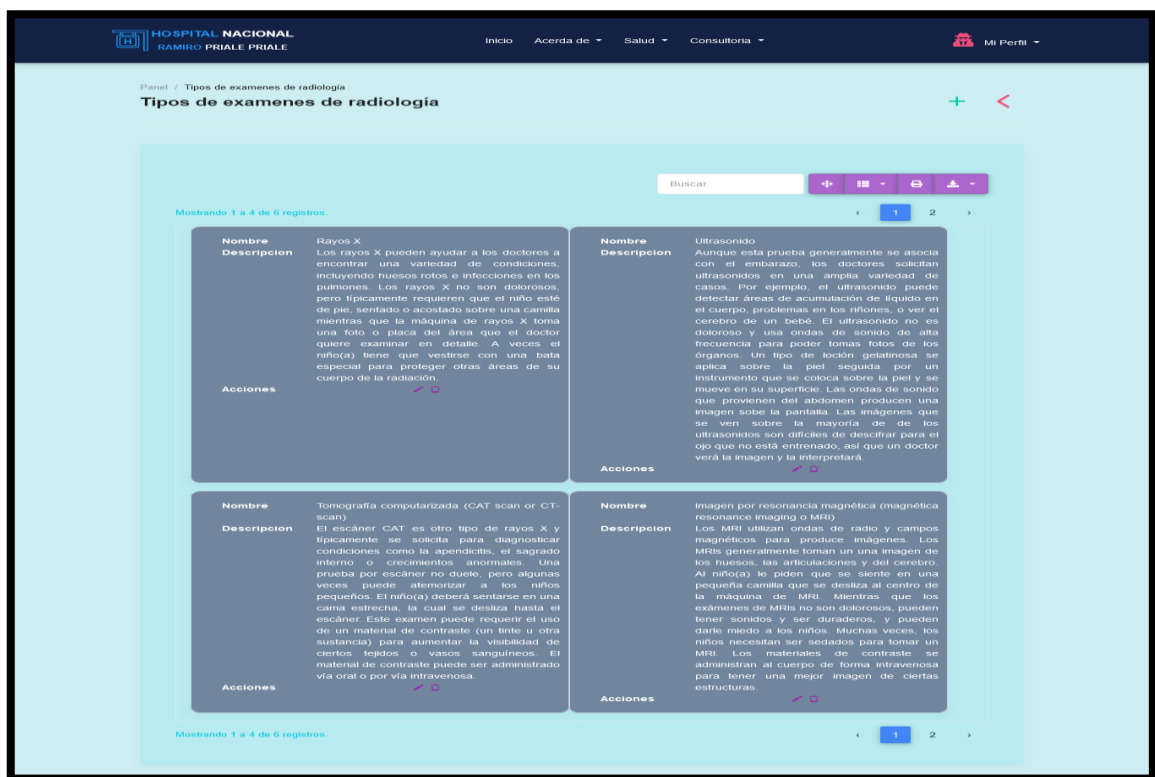 HOSPITAL NACIONAL
RAMIRO PRIALE PRIALE
Inicio Acerda de Salud Consultoria Mi Perfil
Panel / Tipos de examenes de radiología
Tipos de examenes de radiología
Buscar
Mostrando 1 a 4 de 6 registros.
‹ 1 2 ›
Nombre Rayos X
Descripcion Los rayos X pueden ayudar a los doctores a
encontrar una variedad de condiciones,
incluyendo huesos rotos e infecciones en los
pulmones. Los rayos X no son dolorosos,
pero típicamente requieren que el niño esté
de pie, sentado o acostado sobre una camilla
mientras que la máquina de rayos X toma
una foto o placa del área que el doctor
quiere examinar en detalle. A veces el
niño(a) tiene que vestirse con una bata
especial para proteger otras áreas de su
cuerpo de la radiación.
Acciones
Nombre Ultrasonido
Descripcion Aunque esta prueba generalmente se asocia
con el embarazo, los doctores solicitan
ultrasonidos en una amplia variedad de
casos. Por ejemplo, el ultrasonido puede
detectar áreas de acumulación de líquido en
el cuerpo, problemas en los riñones, o ver el
cerebro de un bebé. El ultrasonido no es
doloroso y usa ondas de sonido de alta
frecuencia para poder tomas fotos de los
órganos. Un tipo de loción gelatinosa se
aplica sobre la piel seguida por un
instrumento que se coloca sobre la piel y se
mueve en su superficie. Las ondas de sonido
que provienen del abdomen producen una
imagen sobe la pantalla. Las imágenes que
se ven sobre la mayoría de de los
ultrasonidos son difíciles de descifrar para el
ojo que no está entrenado, así que un doctor
verá la imagen y la interpretará.
Acciones
Nombre Tomografía computarizada (CAT scan or CT-
scan)
Descripcion El escáner CAT es otro tipo de rayos X y
típicamente se solicita para diagnosticar
condiciones como la apendicitis, el sagrado
interno o crecimientos anormales. Una
prueba por escáner no duele, pero algunas
veces puede atemorizar a los niños
pequeños. El niño(a) deberá sentarse en una
cama estrecha, la cual se desliza hasta el
escáner. Este examen puede requerir el uso
de un material de contraste (un tinte u otra
sustancia) para aumentar la visibilidad de
ciertos tejidos o vasos sanguíneos. El
material de contraste puede ser administrado
vía oral o por vía intravenosa.
Acciones
Nombre Imagen por resonancia magnética (magnética
resonance imaging o MRI)
Descripcion Los MRI utilizan ondas de radio y campos
magnéticos para produce imágenes. Los
MRIs generalmente toman un una imagen de
los huesos, las articulaciones y del cerebro.
Al niño(a) le piden que se siente en una
pequeña camilla que se desliza al centro de
la máquina de MRI. Mientras que los
exámenes de MRIs no son dolorosos, pueden
tener sonidos y ser duraderos, y pueden
darle miedo a los niños. Muchas veces, los
niños necesitan ser sedados para tomar un
MRI. Los materiales de contraste se
administran al cuerpo de forma intravenosa
para tener una mejor imagen de ciertas
estructuras.
Acciones
Mostrando 1 a 4 de 6 registros.
‹ 1 2 ›